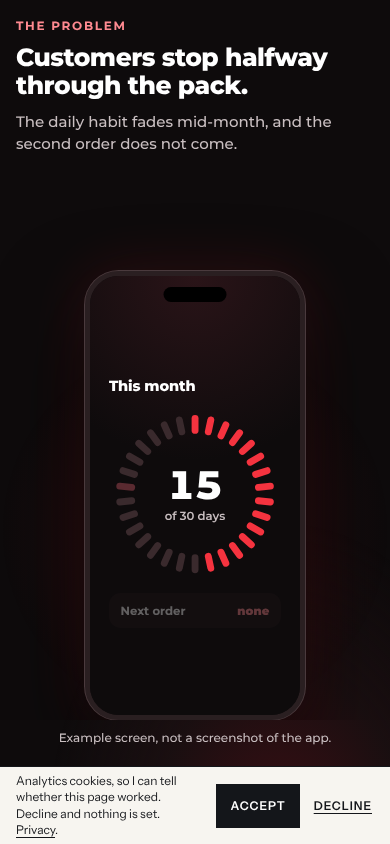 THE PROBLEM
Customers stop halfway
through the pack.
The daily habit fades mid-month, and the
second order does not come.
This month
15
of 30 days
Next order none
Example screen, not a screenshot of the app.
Analytics cookies, so I can tell
whether this page worked.
Decline and nothing is set.
Privacy.
ACCEPT
DECLINE